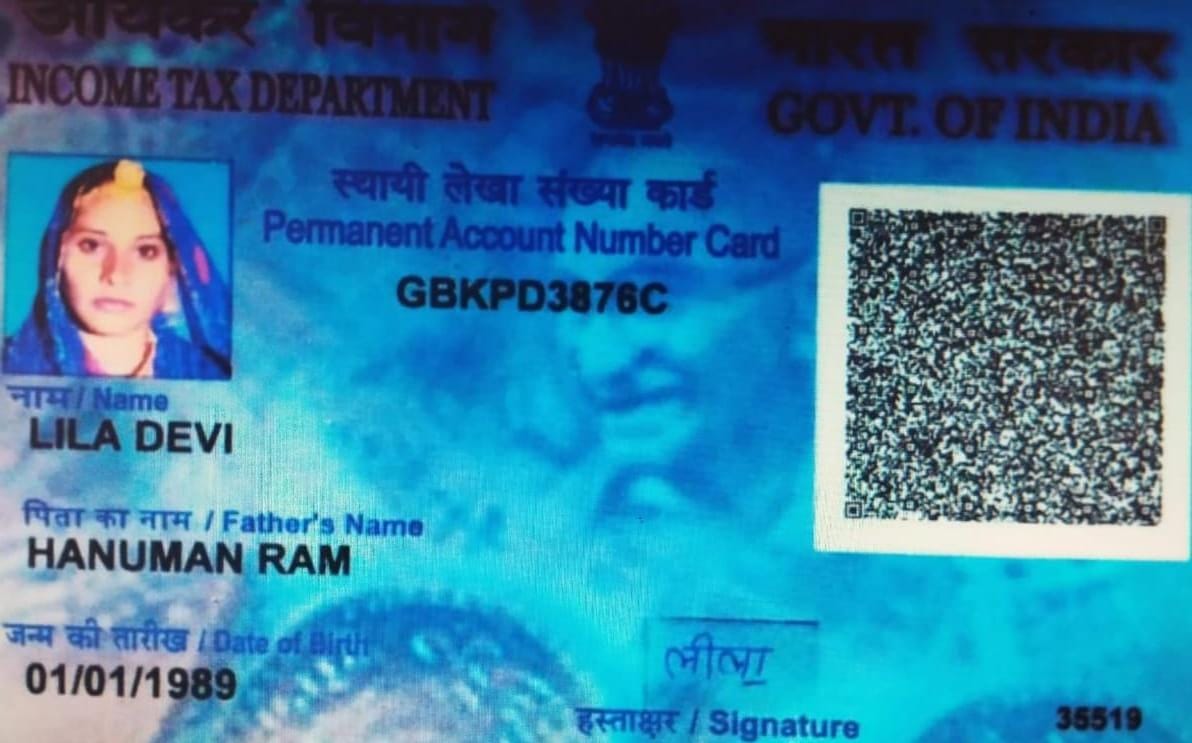 आयकर विभाग
INCOME TAX DEPARTMENT
भारत सरकार
GOVT. OF INDIA
स्थायी लेखा संख्या कार्ड
Permanent Account Number Card
GBKPD3876C
नाम / Name
LILA DEVI
पिता का नाम / Father's Name
HANUMAN RAM
जन्म की तारीख / Date of Birth
01/01/1989
लीला
हस्ताक्षर / Signature
35519